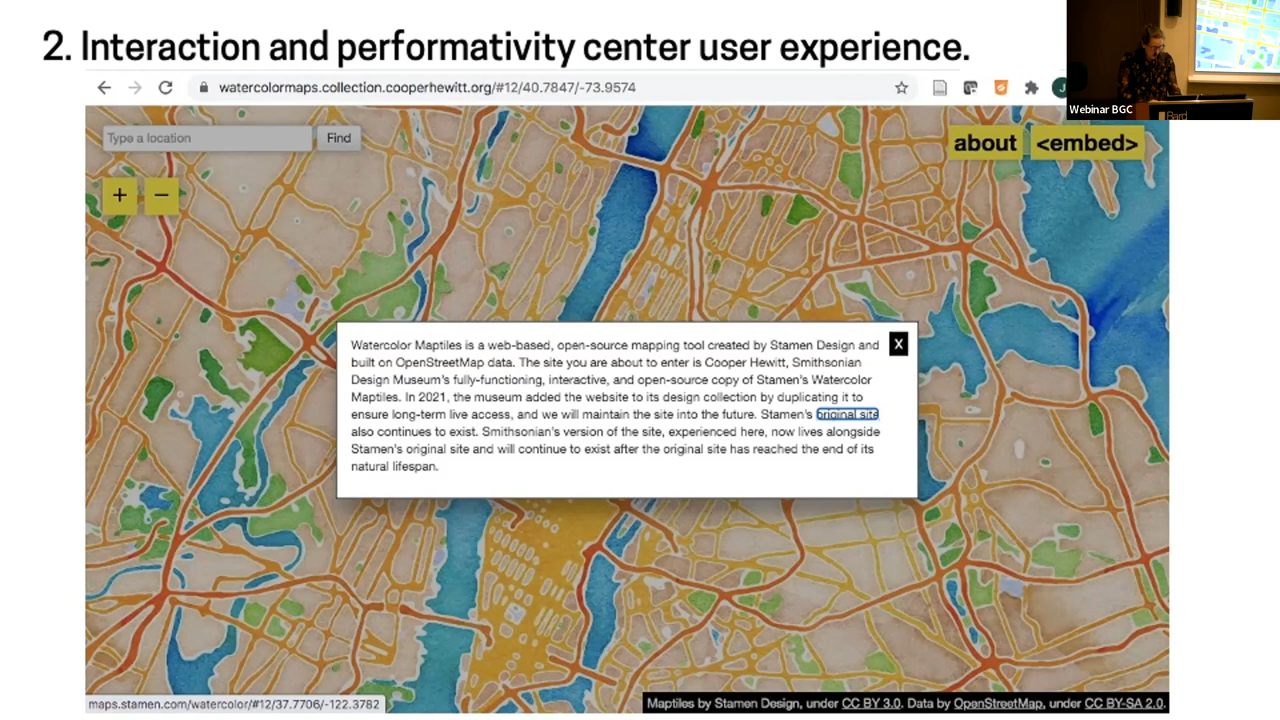 2. Interaction and performativity center user experience.
watercolormaps.collection.cooperhewitt.org/#12/40.7847/-73.9574
Webinar BGC
Bard
Type a location
Find
about
<embed>
+
−
X
Watercolor Maptiles is a web-based, open-source mapping tool created by Stamen Design and
built on OpenStreetMap data. The site you are about to enter is Cooper Hewitt, Smithsonian
Design Museum's fully-functioning, interactive, and open-source copy of Stamen's Watercolor
Maptiles. In 2021, the museum added the website to its design collection by duplicating it to
ensure long-term live access, and we will maintain the site into the future. Stamen's original site
also continues to exist. Smithsonian's version of the site, experienced here, now lives alongside
Stamen's original site and will continue to exist after the original site has reached the end of its
natural lifespan.
maps.stamen.com/watercolor/#12/37.7706/-122.3782
Maptiles by Stamen Design, under CC BY 3.0. Data by OpenStreetMap, under CC BY-SA 2.0.